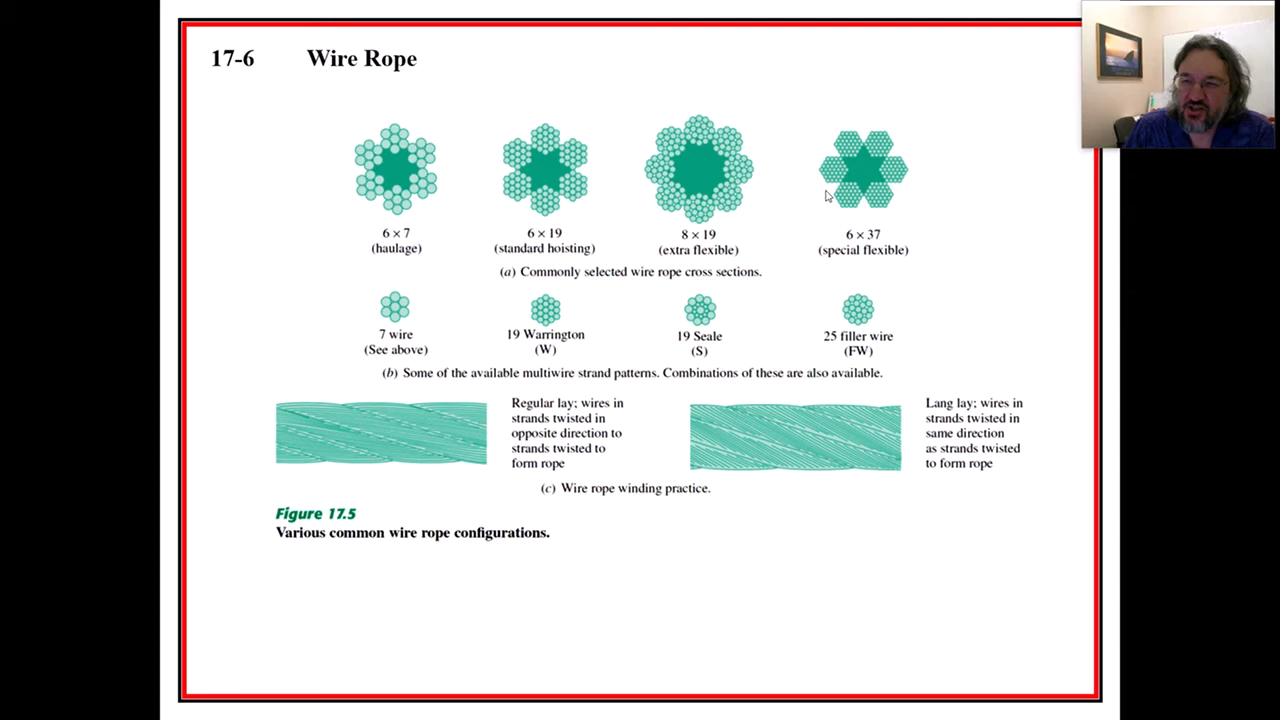 17-6 Wire Rope
6 × 7
(haulage)
6 × 19
(standard hoisting)
8 × 19
(extra flexible)
6 × 37
(special flexible)
(a) Commonly selected wire rope cross sections.
7 wire
(See above)
19 Warrington
(W)
19 Seale
(S)
25 filler wire
(FW)
(b) Some of the available multiwire strand patterns. Combinations of these are also available.
Regular lay; wires in
strands twisted in
opposite direction to
strands twisted to
form rope
Lang lay; wires in
strands twisted in
same direction
as strands twisted
to form rope
(c) Wire rope winding practice.
Figure 17.5
Various common wire rope configurations.